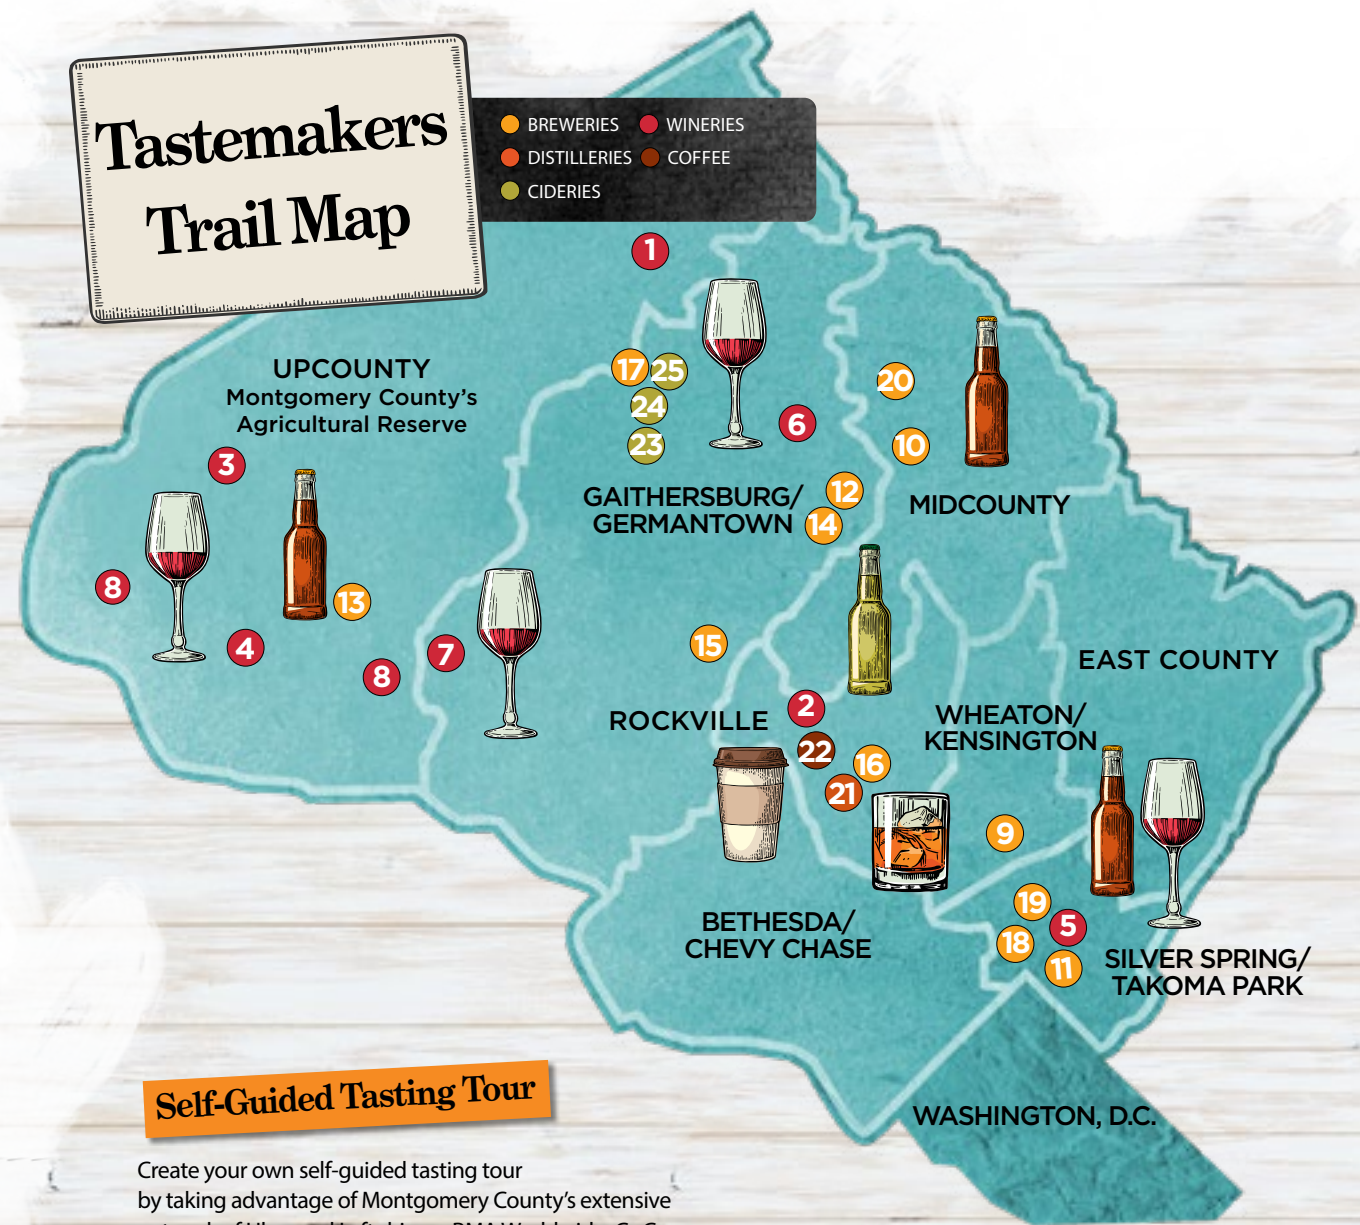 Tastemakers
Trail Map
BREWERIES
WINERIES
DISTILLERIES
COFFEE
CIDERIES
1
UPCOUNTY
Montgomery County's
Agricultural Reserve
17
25
24
23
20
6
10
3
GAITHERSBURG/
GERMANTOWN
12
14
MIDCOUNTY
8
13
4
7
8
15
EAST COUNTY
ROCKVILLE
2
WHEATON/
KENSINGTON
22
16
21
9
BETHESDA/
CHEVY CHASE
19
5
18
11
SILVER SPRING/
TAKOMA PARK
WASHINGTON, D.C.
Self-Guided Tasting Tour
Create your own self-guided tasting tour
by taking advantage of Montgomery County's extensive